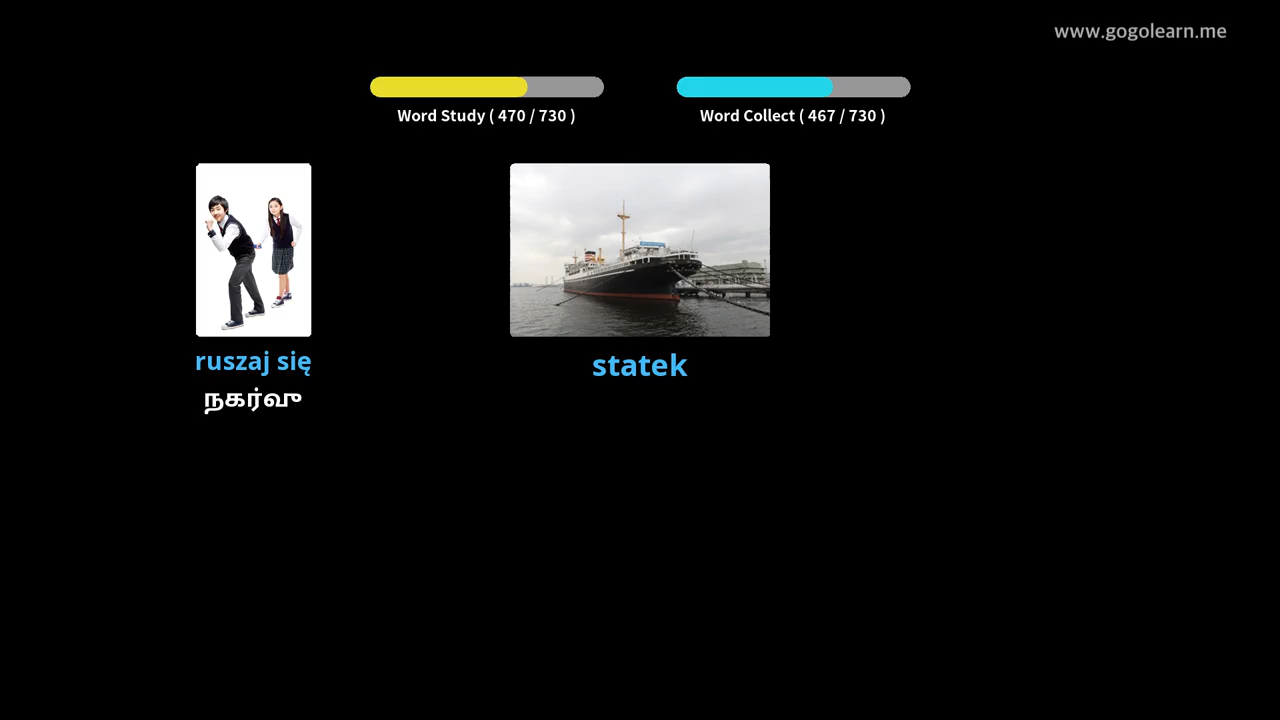 www.gogolearn.me
Word Study ( 470 / 730 )
Word Collect ( 467 / 730 )
ruszaj się
நகர்வு
statek